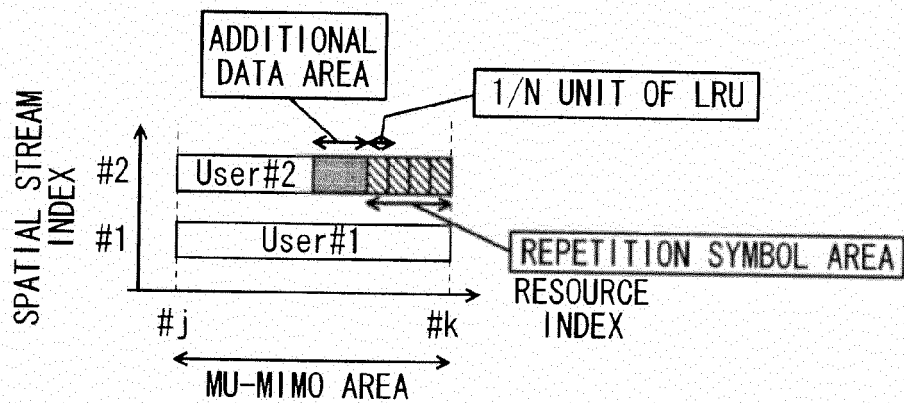 ADDITIONAL
DATA AREA
1/N UNIT OF LRU
SPATIAL STREAM
INDEX
#2
User#2
#1
User#1
REPETITION SYMBOL AREA
RESOURCE
INDEX
#j
#k
MU-MIMO AREA